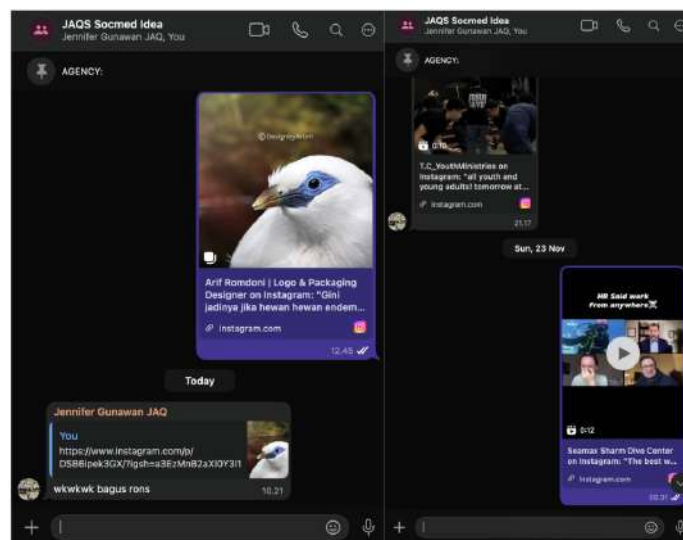 JAQS Socmed Idea
Jennifer Gunawan JAQ, You
AGENCY:
©DesignbyAriani
Arif Romdoni | Logo & Packaging
Designer on Instagram: "Gini
jadinya jika hewan hewan endem...
instagram.com
12.45
Today
Jennifer Gunawan JAQ
You
https://www.instagram.com/p/
wkwkwk bagus rons
10.21
JAQS Socmed Idea
Jennifer Gunawan JAQ, You
AGENCY:
0:10
T.C_YouthMinistries on
Instagram: "all youth and
young adults! tomorrow at...
instagram.com
21.17
Sun, 23 Nov
HR Said work
From anywhere
0:12
Seamax Sharm Dive Center
on Instagram: "The best w...
instagram.com